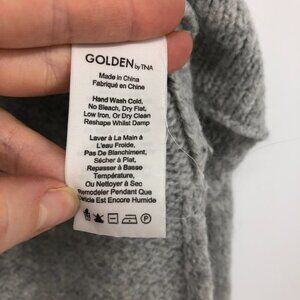 GOLDEN by TNA
Made in China
Fabriqué en Chine
Hand Wash Cold,
No Bleach, Dry Flat,
Low Iron, Or Dry Clean
Reshape Whilst Damp
Laver à La Main à
L'eau Froide,
Pas De Blanchiment,
Sécher à Plat,
Repasser à Basse
Température,
Ou Nettoyer à Sec
Remodeler Pendant Que
L'article Est Encore Humide
P